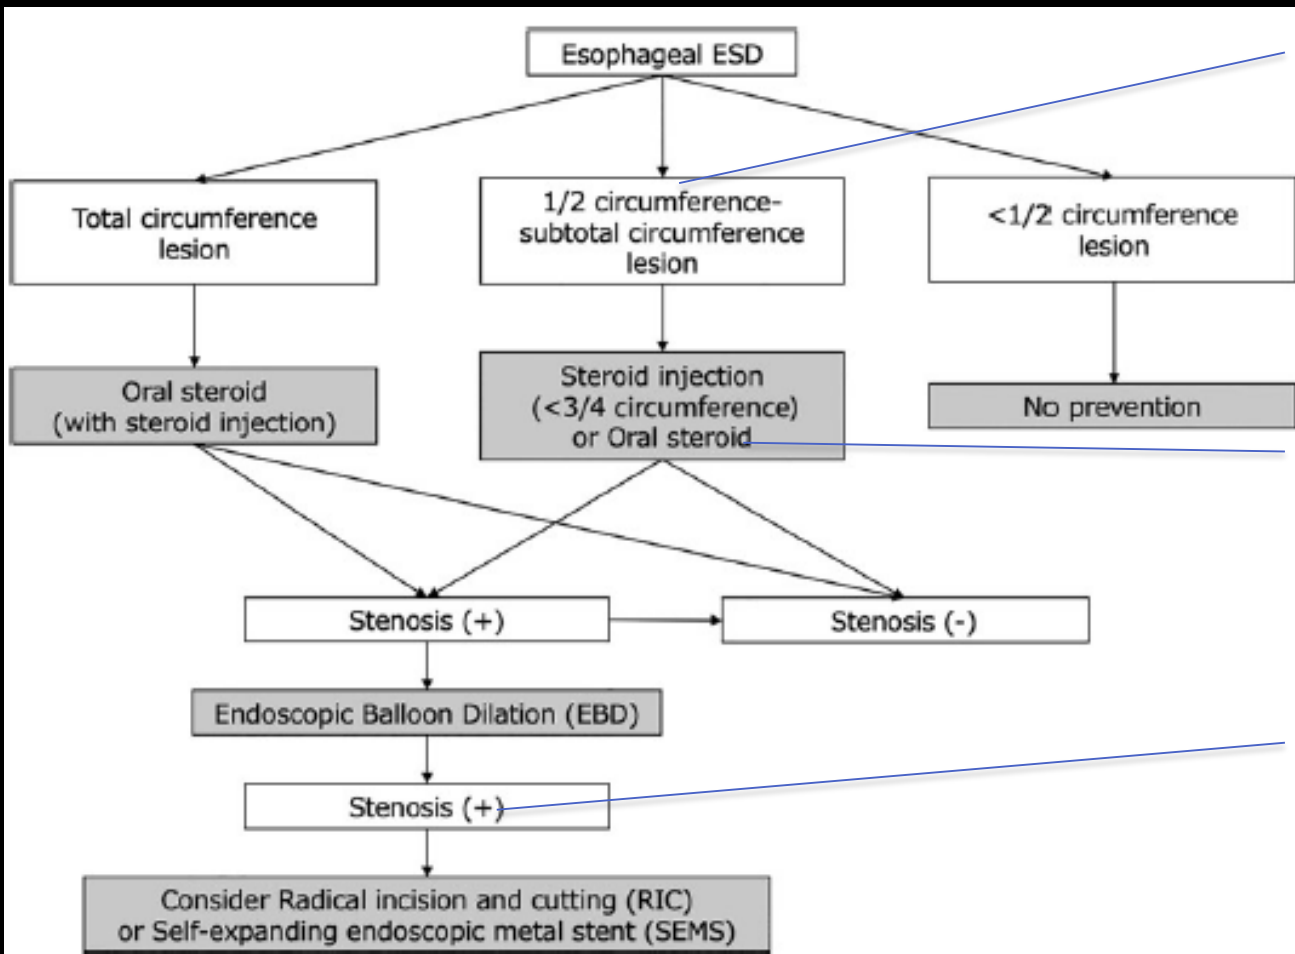 Esophageal ESD
Total circumference
lesion
1/2 circumference-
subtotal circumference
lesion
<1/2 circumference
lesion
Oral steroid
(with steroid injection)
Steroid injection
(<3/4 circumference)
or Oral steroid
No prevention
Stenosis (+)
Stenosis (-)
Endoscopic Balloon Dilation (EBD)
Stenosis (+)
Consider Radical incision and cutting (RIC)
or Self-expanding endoscopic metal stent (SEMS)